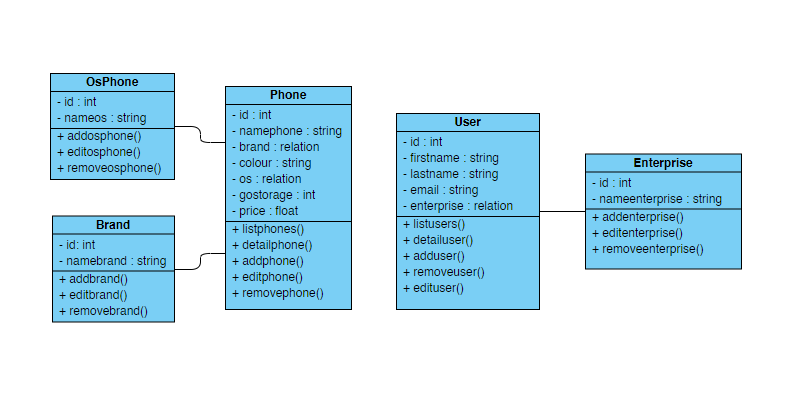 OsPhone
- id : int
- nameos : string
+ addosphone()
+ editosphone()
+ removeosphone()
Brand
- id: int
- namebrand : string
+ addbrand()
+ editbrand()
+ removebrand()
Phone
- id : int
- namephone : string
- brand : relation
- colour : string
- os : relation
- gostorage : int
- price : float
+ listphones()
+ detailphone()
+ addphone()
+ editphone()
+ removephone()
User
- id : int
- firstname : string
- lastname : string
- email : string
- enterprise : relation
+ listusers()
+ detailuser()
+ adduser()
+ removeuser()
+ edituser()
Enterprise
- id : int
- nameenterprise : string
+ addenterprise()
+ editenterprise()
+ removeenterprise()